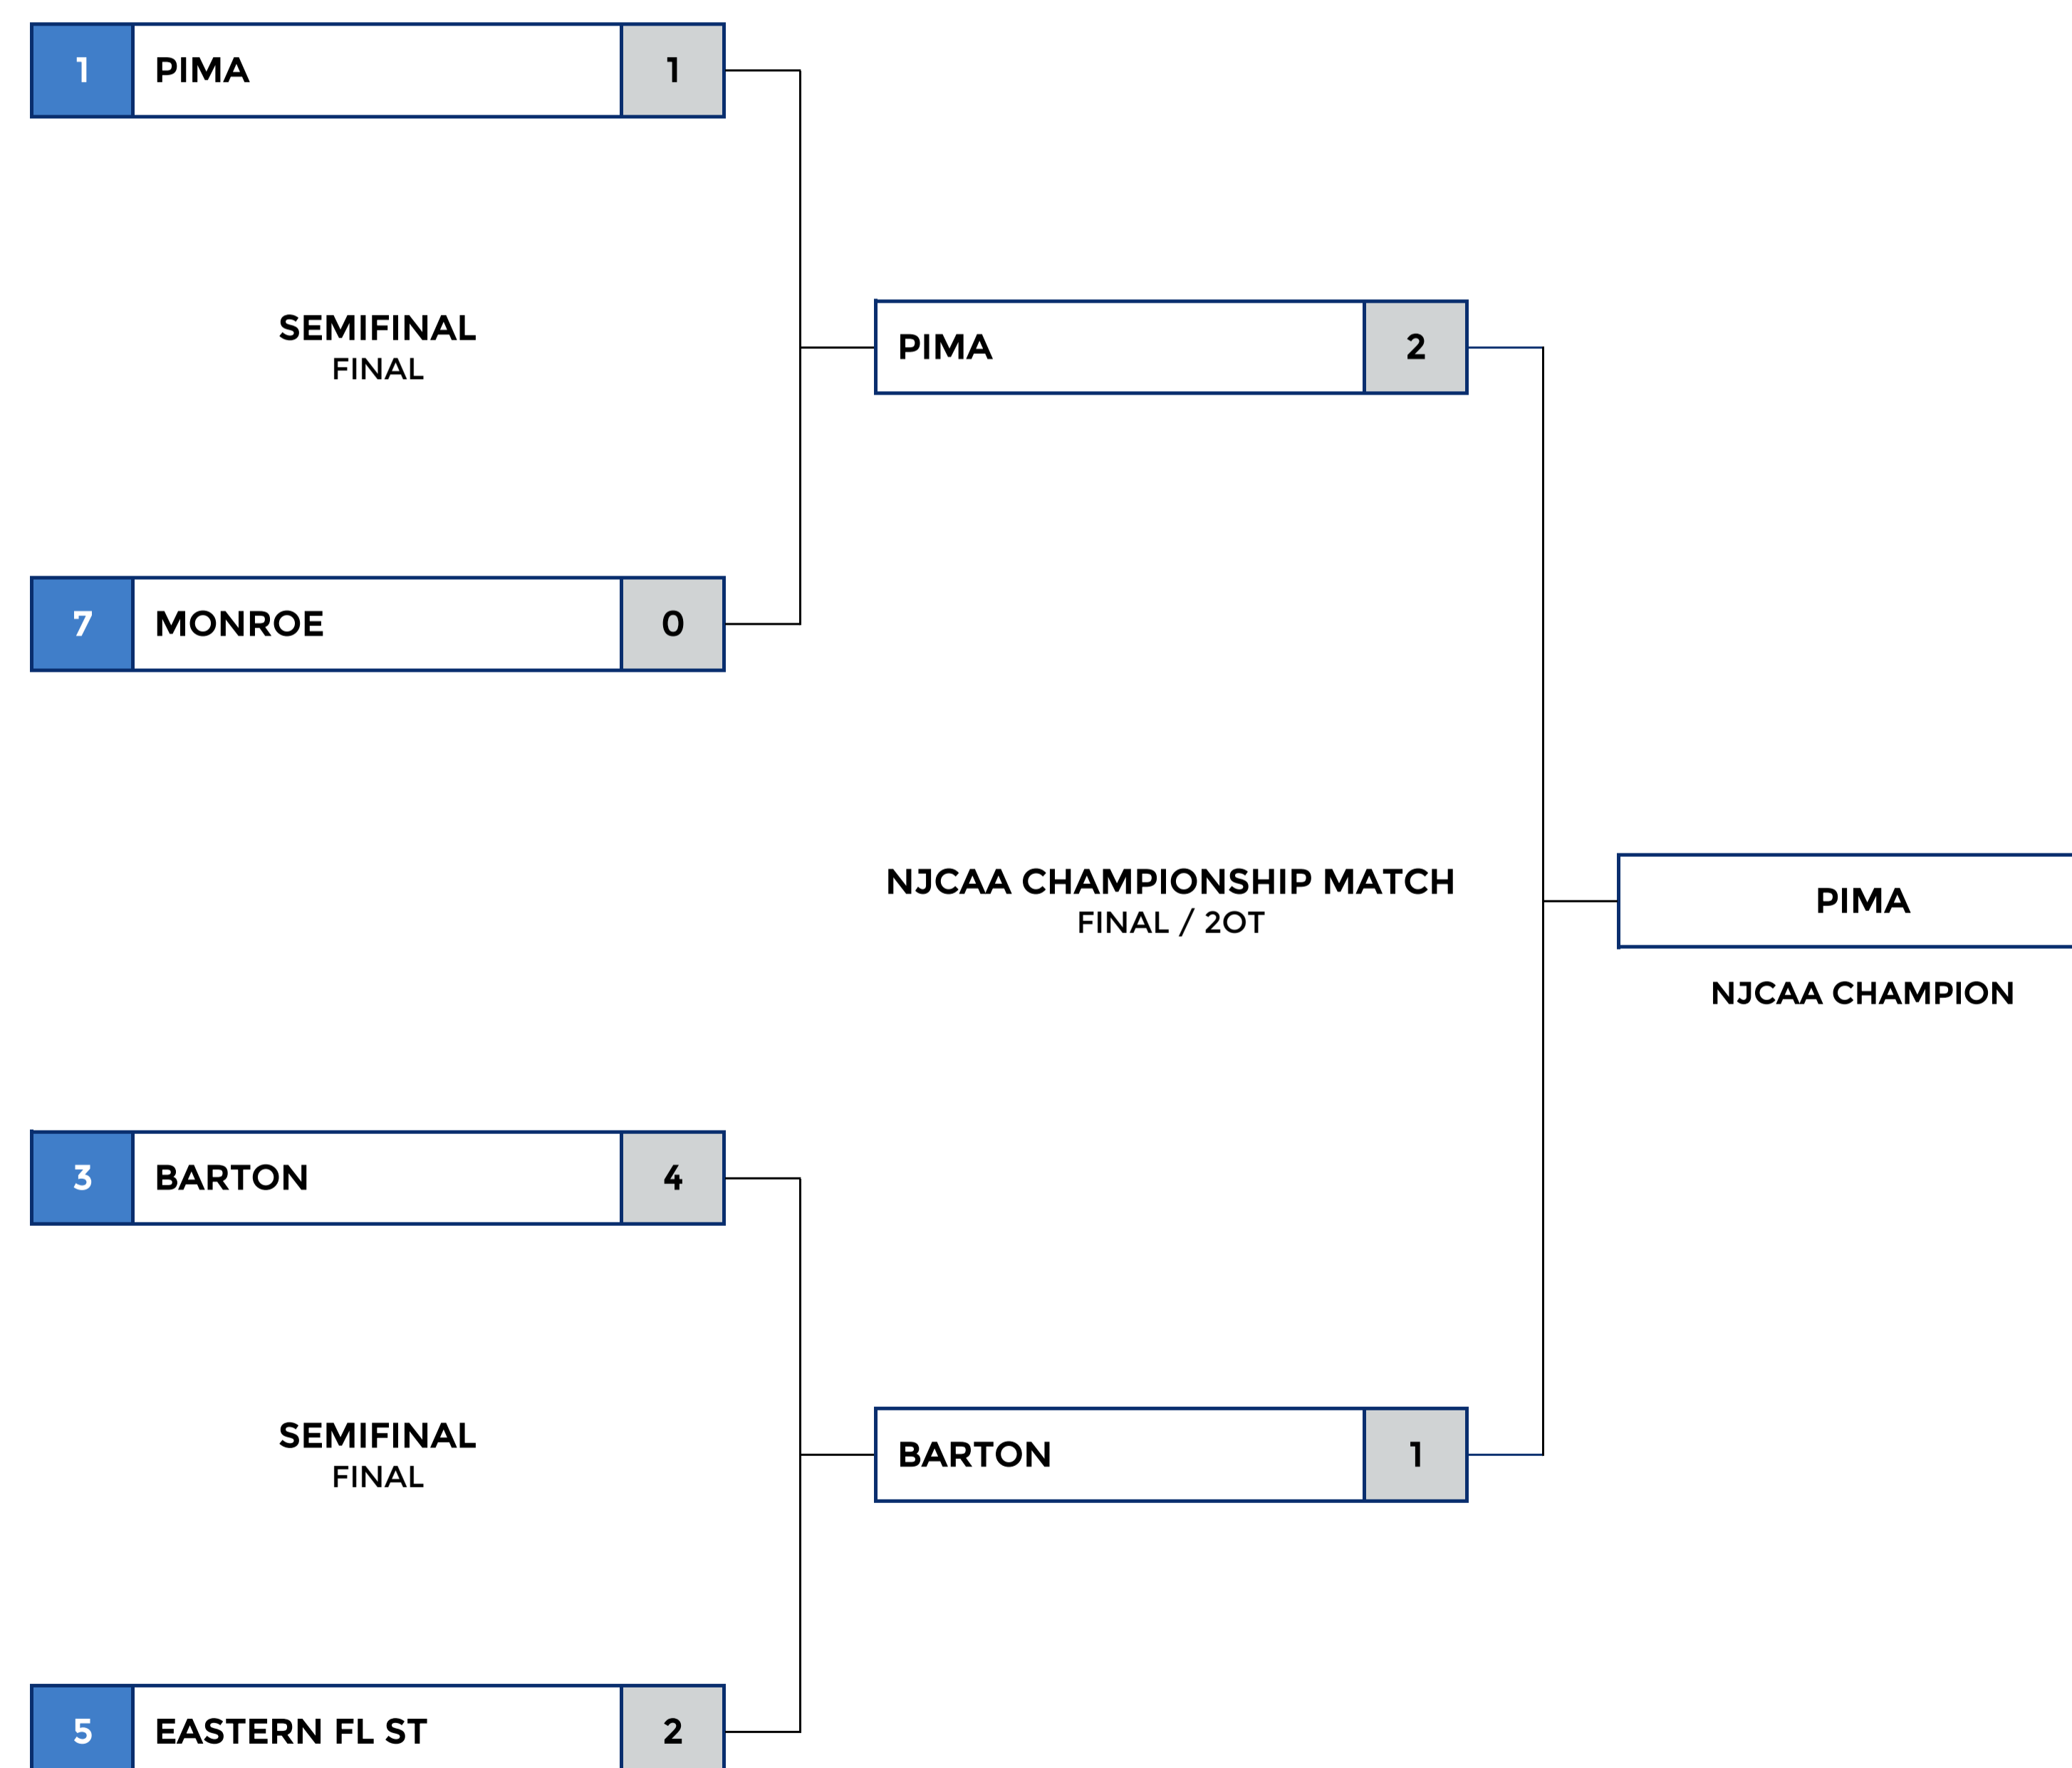 1 PIMA 1
SEMIFINAL
FINAL
7 MONROE 0
PIMA 2
NJCAA CHAMPIONSHIP MATCH
FINAL / 2OT
PIMA
NJCAA CHAMPION
3 BARTON 4
SEMIFINAL
FINAL
BARTON 1
5 EASTERN FL ST 2